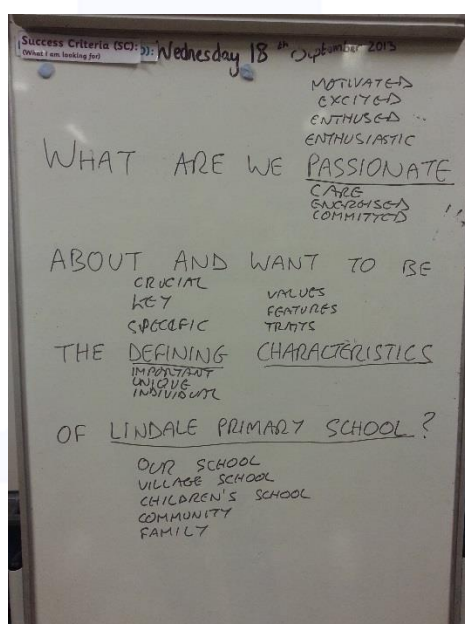 Success Criteria (SC): )): Wednesday 18th September 2013
(What I am looking for)
MOTIVATED
EXCITED
ENTHUSED
ENTHUSIASTIC
WHAT ARE WE PASSIONATE
CARE
ENERGISED
COMMITTED
ABOUT AND WANT TO BE
CRUCIAL
KEY VALUES
FEATURES
SPECIFIC TRAITS
THE DEFINING CHARACTERISTICS
IMPORTANT
UNIQUE
INDIVIDUAL
OF LINDALE PRIMARY SCHOOL?
OUR SCHOOL
VILLAGE SCHOOL
CHILDREN'S SCHOOL
COMMUNITY
FAMILY